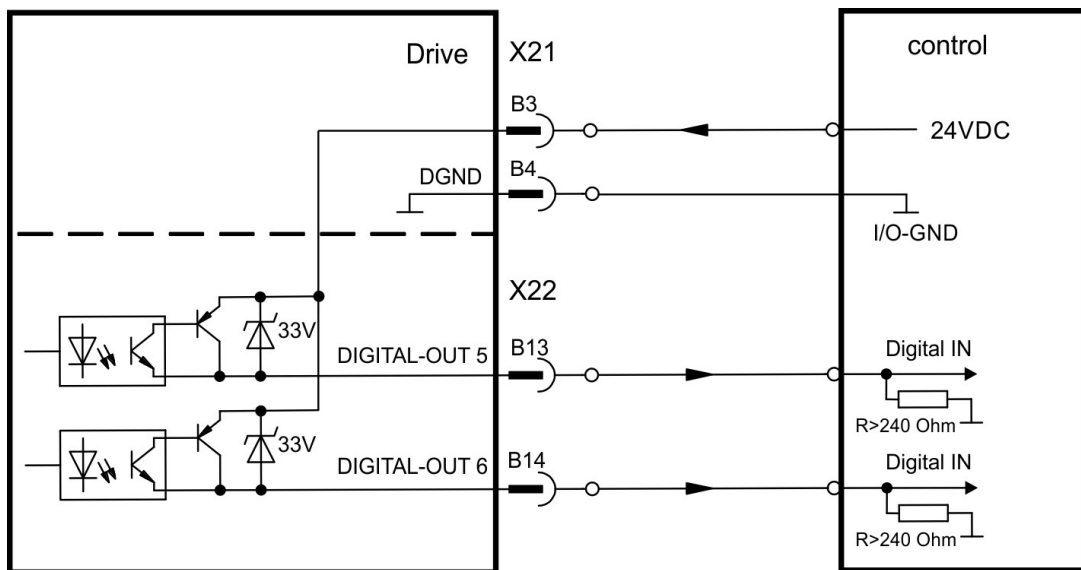 Drive
X21
control
B3
24VDC
DGND
B4
I/O-GND
X22
33V
DIGITAL-OUT 5
B13
Digital IN
R>240 Ohm
33V
DIGITAL-OUT 6
B14
Digital IN
R>240 Ohm